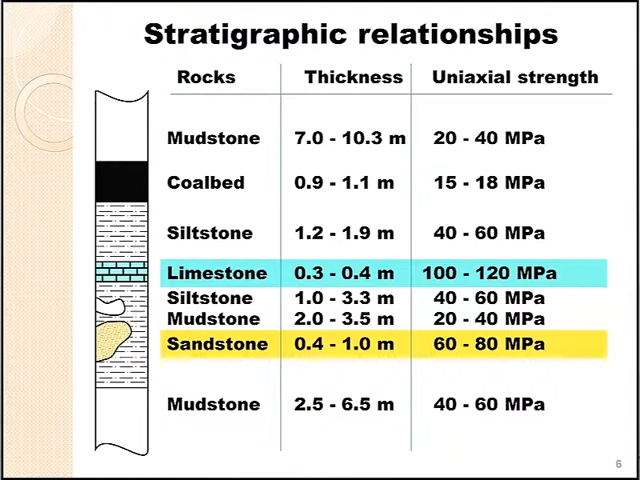 Stratigraphic relationships
Rocks Thickness Uniaxial strength
Mudstone 7.0 - 10.3 m 20 - 40 MPa
Coalbed 0.9 - 1.1 m 15 - 18 MPa
Siltstone 1.2 - 1.9 m 40 - 60 MPa
Limestone 0.3 - 0.4 m 100 - 120 MPa
Siltstone 1.0 - 3.3 m 40 - 60 MPa
Mudstone 2.0 - 3.5 m 20 - 40 MPa
Sandstone 0.4 - 1.0 m 60 - 80 MPa
Mudstone 2.5 - 6.5 m 40 - 60 MPa
6